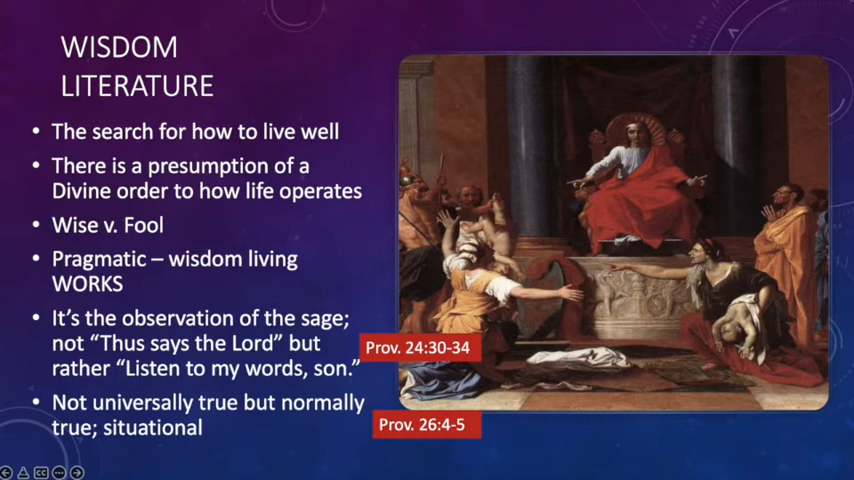 WISDOM
LITERATURE
• The search for how to live well
• There is a presumption of a
Divine order to how life operates
• Wise v. Fool
• Pragmatic – wisdom living
WORKS
• It's the observation of the sage;
not “Thus says the Lord” but
rather “Listen to my words, son.”
• Not universally true but normally
true; situational
Prov. 24:30-34
Prov. 26:4-5
CC